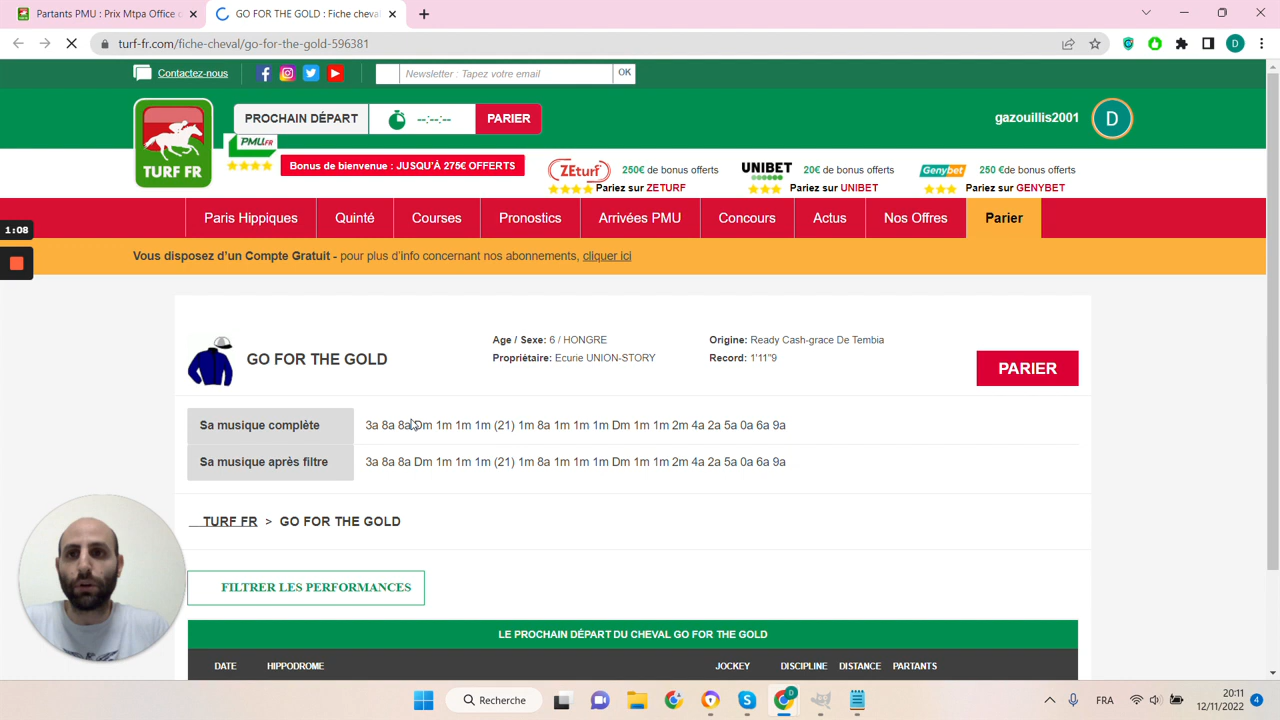 Partants PMU : Prix Mtpa Office d
GO FOR THE GOLD : Fiche cheva
turf-fr.com/fiche-cheval/go-for-the-gold-596381
D
Contactez-nous
Newsletter : Tapez votre email
OK
PROCHAIN DÉPART
--:--:--
PARIER
gazouillis2001
D
TURF FR
PMU.FR
Bonus de bienvenue : JUSQU'À 275€ OFFERTS
ZEturf
250€ de bonus offerts
Pariez sur ZETURF
UNIBET
20€ de bonus offerts
Pariez sur UNIBET
Genybet
250 €de bonus offerts
Pariez sur GENYBET
Paris Hippiques
Quinté
Courses
Pronostics
Arrivées PMU
Concours
Actus
Nos Offres
Parier
1:08
Vous disposez d'un Compte Gratuit - pour plus d'info concernant nos abonnements, cliquer ici
GO FOR THE GOLD
Age / Sexe: 6 / HONGRE
Propriétaire: Ecurie UNION-STORY
Origine: Ready Cash-grace De Tembia
Record: 1'11"9
PARIER
Sa musique complète
3a 8a 8a Dm 1m 1m 1m (21) 1m 8a 1m 1m 1m Dm 1m 1m 2m 4a 2a 5a 0a 6a 9a
Sa musique après filtre
3a 8a 8a Dm 1m 1m 1m (21) 1m 8a 1m 1m 1m Dm 1m 1m 2m 4a 2a 5a 0a 6a 9a
TURF FR > GO FOR THE GOLD
FILTRER LES PERFORMANCES
LE PROCHAIN DÉPART DU CHEVAL GO FOR THE GOLD
DATE HIPPODROME JOCKEY DISCIPLINE DISTANCE PARTANTS
Recherche
D
FRA
20:11
12/11/2022
4